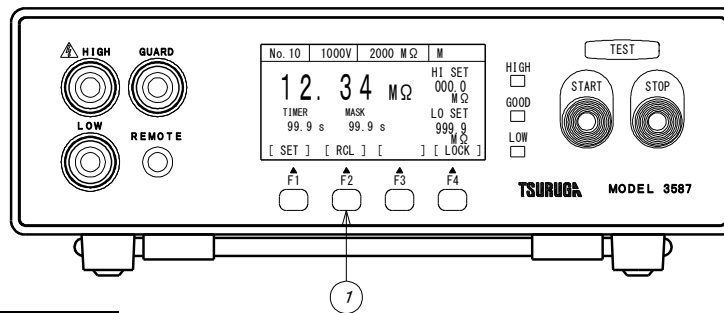 HIGH GUARD
LOW
REMOTE
No. 10 1000V 2000 MΩ M
12. 34 MΩ
HI SET
000.0
MΩ
TIMER MASK
99.9 s 99.9 s
LO SET
999.9
MΩ
[ SET ] [ RCL ] [ ] [ LOCK ]
F1 F2 F3 F4
HIGH
GOOD
LOW
TEST
START STOP
TSURUGA MODEL 3587
1